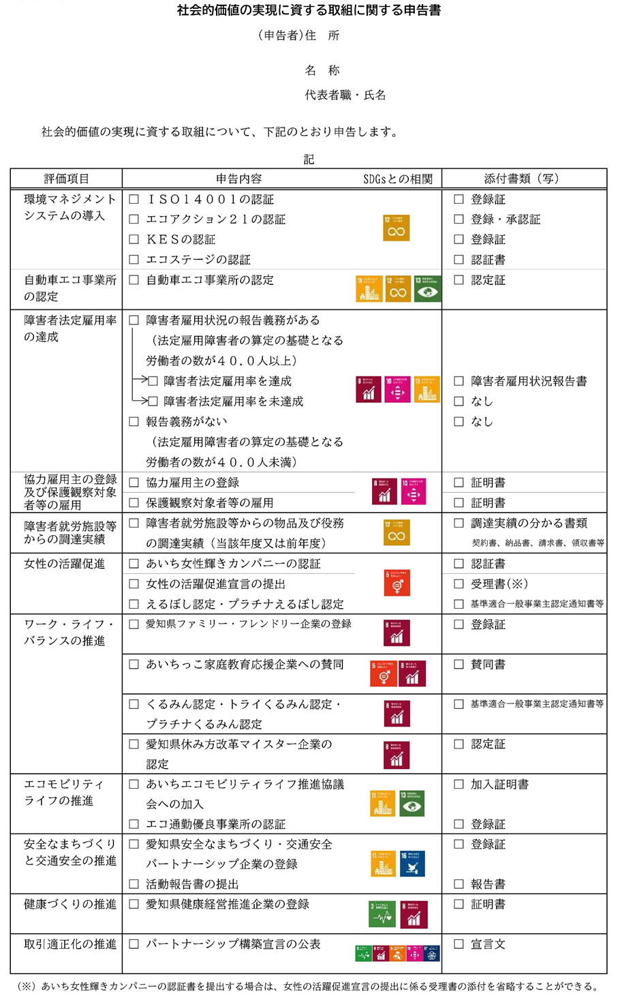 社会的価値の実現に資する取組に関する申告書
（申告者）住　所
名　称
代表者職・氏名
社会的価値の実現に資する取組について、下記のとおり申告します。
記
評価項目　申告内容　SDGsとの相関　添付書類（写）
環境マネジメント
システムの導入
□ ＩＳＯ１４００１の認証　□ 登録証
□ エコアクション２１の認証　12　□ 登録・承認証
□ ＫＥＳの認証　□ 登録証
□ エコステージの認証　□ 認証書
自動車エコ事業所
の認定
□ 自動車エコ事業所の認定　11　12　13　□ 認定証
障害者法定雇用率
の達成
□ 障害者雇用状況の報告義務がある
（法定雇用障害者の算定の基礎となる
労働者の数が４０.０人以上）
□ 障害者法定雇用率を達成　8　10　11　□ 障害者雇用状況報告書
□ 障害者法定雇用率を未達成　□ なし
□ 報告義務がない　□ なし
（法定雇用障害者の算定の基礎となる
労働者の数が４０.０人未満）
協力雇用主の登録
及び保護観察対象
者等の雇用
□ 協力雇用主の登録　8　10　□ 証明書
□ 保護観察対象者等の雇用　□ 証明書
障害者就労施設等
からの調達実績
□ 障害者就労施設等からの物品及び役務　12　□ 調達実績の分かる書類
の調達実績（当該年度又は前年度）　契約書、納品書、請求書、領収書等
女性の活躍促進
□ あいち女性輝きカンパニーの認証　□ 認証書
□ 女性の活躍促進宣言の提出　5　□ 受理書(※)
□ えるぼし認定・プラチナえるぼし認定　□ 基準適合一般事業主認定通知書等
ワーク・ライフ・
バランスの推進
□ 愛知県ファミリー・フレンドリー企業の登録　8　□ 登録証
□ あいちっこ家庭教育応援企業への賛同　5　8　□ 賛同書
□ くるみん認定・トライくるみん認定・　8　□ 基準適合一般事業主認定通知書等
プラチナくるみん認定
□ 愛知県休み方改革マイスター企業の　8　□ 認定証
認定
エコモビリティ
ライフの推進
□ あいちエコモビリティライフ推進協議　11　13　□ 加入証明書
会への加入
□ エコ通勤優良事業所の認証　□ 登録証
安全なまちづくり
と交通安全の推進
□ 愛知県安全なまちづくり・交通安全　11　16　□ 登録証
パートナーシップ企業の登録
□ 活動報告書の提出　□ 報告書
健康づくりの推進
□ 愛知県健康経営推進企業の登録　3　8　□ 証明書
取引適正化の推進
□ パートナーシップ構築宣言の公表　□ 宣言文
（※）あいち女性輝きカンパニーの認証書を提出する場合は、女性の活躍促進宣言の提出に係る受理書の添付を省略することができる。